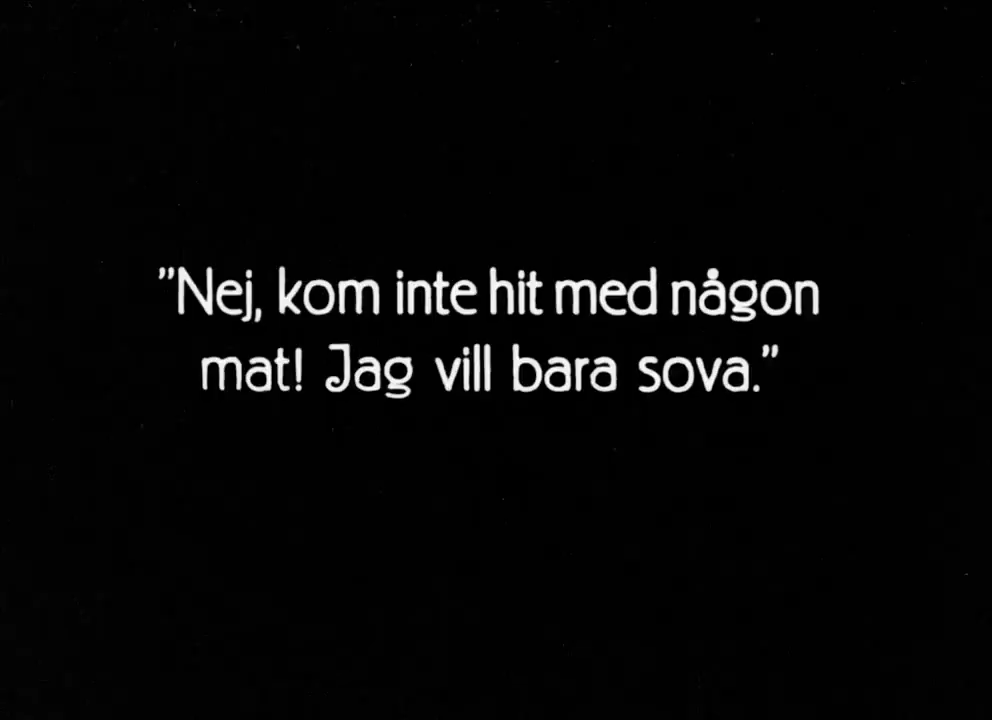 ”Nej, kom inte hit med någon
mat! Jag vill bara sova.”